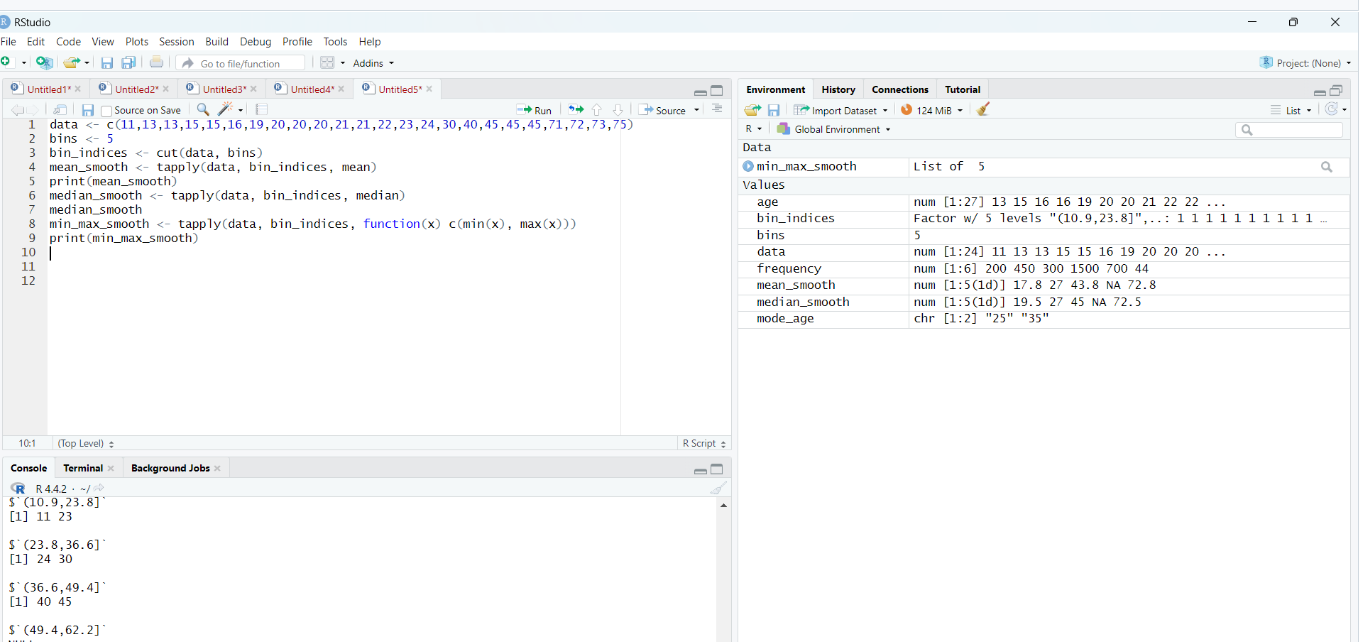 RStudio
File Edit Code View Plots Session Build Debug Profile Tools Help
Go to file/function Addins Project: (None)
Untitled1* Untitled2* Untitled3* Untitled4* Untitled5*
Source on Save Run Source
1 data <- c(11,13,13,15,15,16,19,20,20,20,21,21,22,23,24,30,40,45,45,45,71,72,73,75)
2 bins <- 5
3 bin_indices <- cut(data, bins)
4 mean_smooth <- tapply(data, bin_indices, mean)
5 print(mean_smooth)
6 median_smooth <- tapply(data, bin_indices, median)
7 median_smooth
8 min_max_smooth <- tapply(data, bin_indices, function(x) c(min(x), max(x)))
9 print(min_max_smooth)
10
11
12
10:1 (Top Level) R Script
Console Terminal Background Jobs
R 4.4.2 · ~/
$`(10.9,23.8]`
[1] 11 23
$`(23.8,36.6]`
[1] 24 30
$`(36.6,49.4]`
[1] 40 45
$`(49.4,62.2]`
Environment History Connections Tutorial
Import Dataset 124 MiB List
R Global Environment
Data
min_max_smooth List of 5
Values
age num [1:27] 13 15 16 16 19 20 20 21 22 22 ...
bin_indices Factor w/ 5 levels "(10.9,23.8]",..: 1 1 1 1 1 1 1 1 1 1 …
bins 5
data num [1:24] 11 13 13 15 15 16 19 20 20 20 ...
frequency num [1:6] 200 450 300 1500 700 44
mean_smooth num [1:5(1d)] 17.8 27 43.8 NA 72.8
median_smooth num [1:5(1d)] 19.5 27 45 NA 72.5
mode_age chr [1:2] "25" "35"